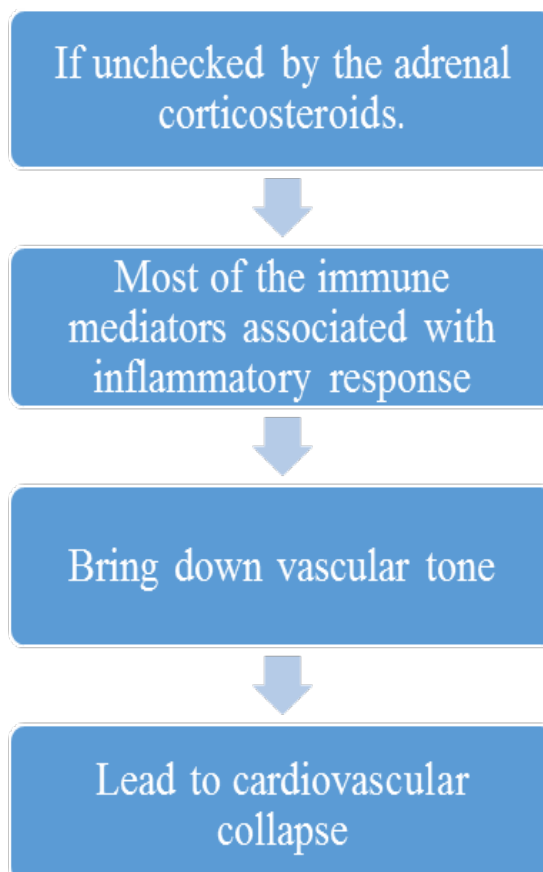 If unchecked by the adrenal
corticosteroids.
Most of the immune
mediators associated with
inflammatory response
Bring down vascular tone
Lead to cardiovascular
collapse